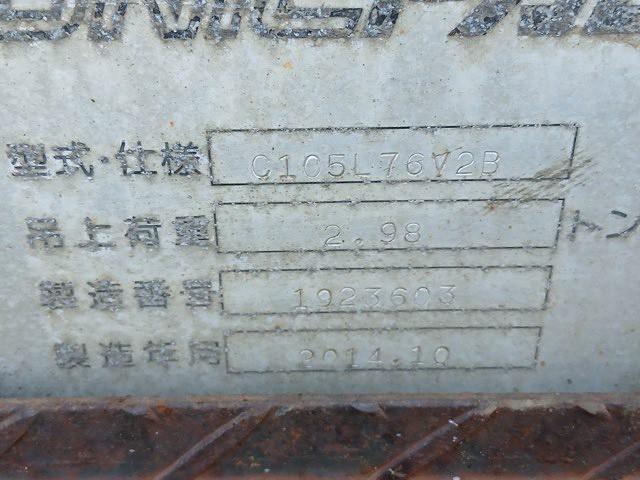 型式・仕様 C105L76V2B
吊上荷重 2.98 トン
製造番号 1923603
製造年月 2014.10